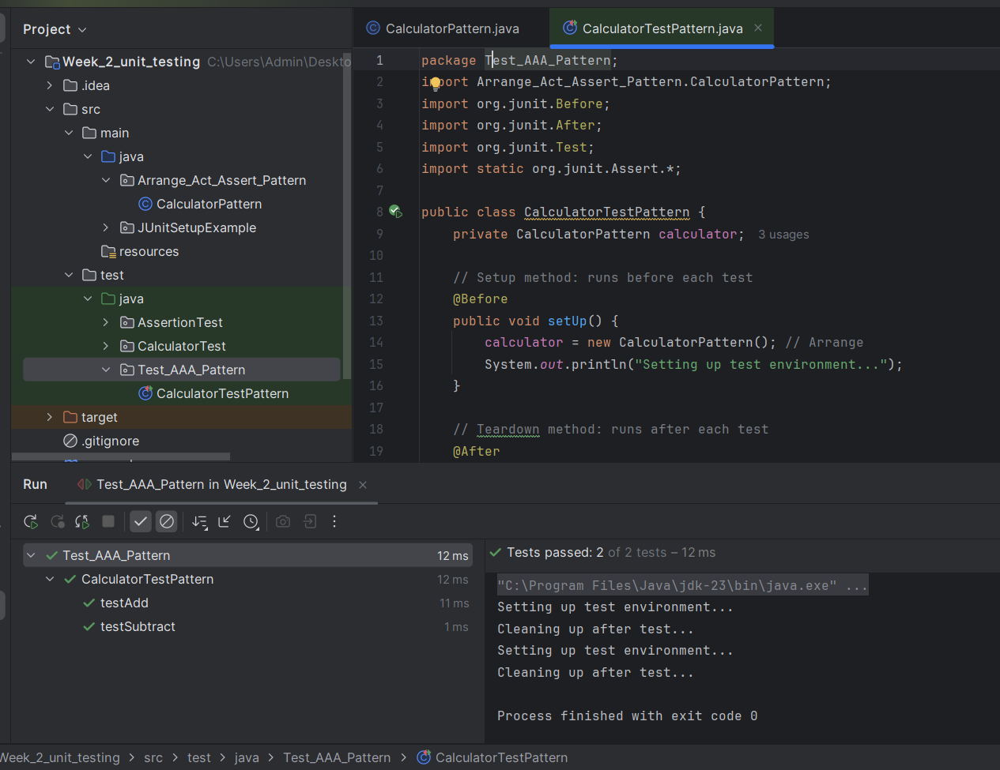 Project
Week_2_unit_testing C:\Users\Admin\Deskto
.idea
src
main
java
Arrange_Act_Assert_Pattern
CalculatorPattern
JUnitSetupExample
resources
test
java
AssertionTest
CalculatorTest
Test_AAA_Pattern
CalculatorTestPattern
target
.gitignore
CalculatorPattern.java CalculatorTestPattern.java
1 package Test_AAA_Pattern;
2 import Arrange_Act_Assert_Pattern.CalculatorPattern;
3 import org.junit.Before;
4 import org.junit.After;
5 import org.junit.Test;
6 import static org.junit.Assert.*;
7
8 public class CalculatorTestPattern {
9 private CalculatorPattern calculator; 3 usages
10
11 // Setup method: runs before each test
12 @Before
13 public void setUp() {
14 calculator = new CalculatorPattern(); // Arrange
15 System.out.println("Setting up test environment...");
16 }
17
18 // Teardown method: runs after each test
19 @After
Run Test_AAA_Pattern in Week_2_unit_testing
Test_AAA_Pattern 12 ms
CalculatorTestPattern 12 ms
testAdd 11 ms
testSubtract 1 ms
Tests passed: 2 of 2 tests – 12 ms
"C:\Program Files\Java\jdk-23\bin\java.exe" ...
Setting up test environment...
Cleaning up after test...
Setting up test environment...
Cleaning up after test...
Process finished with exit code 0
Week_2_unit_testing > src > test > java > Test_AAA_Pattern > CalculatorTestPattern